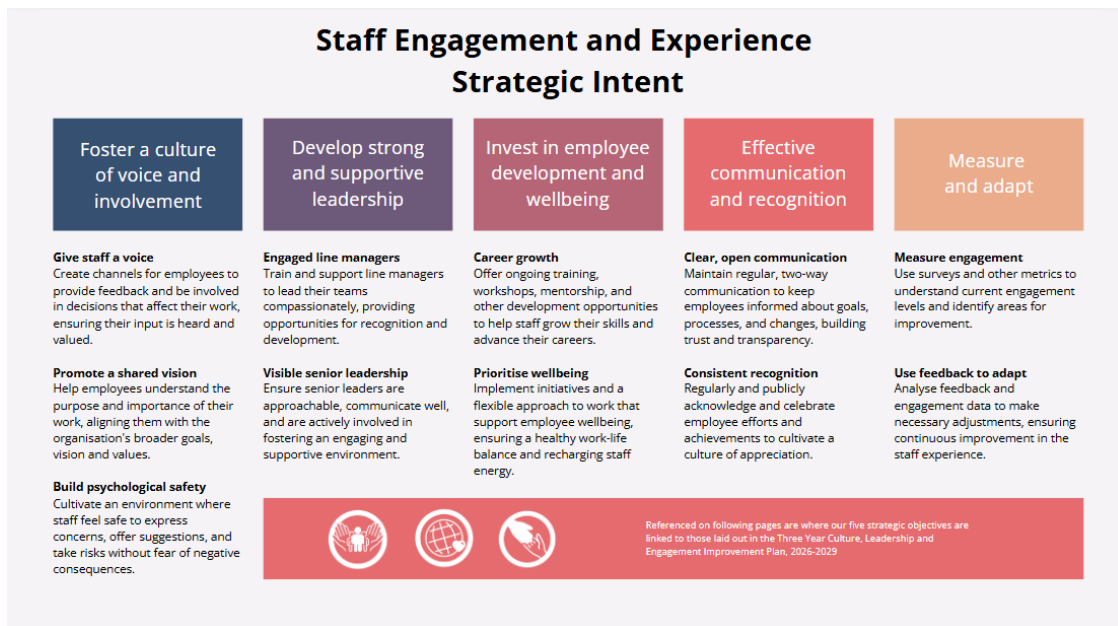 Staff Engagement and Experience
Strategic Intent
Foster a culture
of voice and
involvement
Give staff a voice
Create channels for employees to
provide feedback and be involved
in decisions that affect their work,
ensuring their input is heard and
valued.
Promote a shared vision
Help employees understand the
purpose and importance of their
work, aligning them with the
organisation's broader goals,
vision and values.
Build psychological safety
Cultivate an environment where
staff feel safe to express
concerns, offer suggestions, and
take risks without fear of negative
consequences.
Develop strong
and supportive
leadership
Engaged line managers
Train and support line managers
to lead their teams
compassionately, providing
opportunities for recognition and
development.
Visible senior leadership
Ensure senior leaders are
approachable, communicate well,
and are actively involved in
fostering an engaging and
supportive environment.
Invest in employee
development and
wellbeing
Career growth
Offer ongoing training,
workshops, mentorship, and
other development opportunities
to help staff grow their skills and
advance their careers.
Prioritise wellbeing
Implement initiatives and a
flexible approach to work that
support employee wellbeing,
ensuring a healthy work-life
balance and recharging staff
energy.
Effective
communication
and recognition
Clear, open communication
Maintain regular, two-way
communication to keep
employees informed about goals,
processes, and changes, building
trust and transparency.
Consistent recognition
Regularly and publicly
acknowledge and celebrate
employee efforts and
achievements to cultivate a
culture of appreciation.
Measure
and adapt
Measure engagement
Use surveys and other metrics to
understand current engagement
levels and identify areas for
improvement.
Use feedback to adapt
Analyse feedback and
engagement data to make
necessary adjustments, ensuring
continuous improvement in the
staff experience.
Referenced on following pages are where our five strategic objectives are
linked to those laid out in the Three Year Culture, Leadership and
Engagement Improvement Plan, 2026-2029